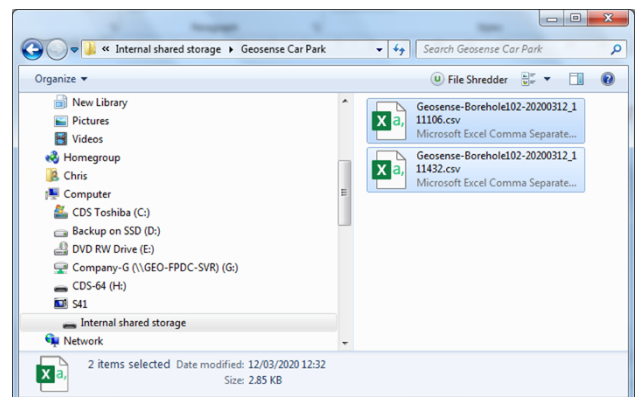 « Internal shared storage ▸ Geosense Car Park
Search Geosense Car Park
Organize
File Shredder
New Library
Pictures
Videos
Homegroup
Chris
Computer
CDS Toshiba (C:)
Backup on SSD (D:)
DVD RW Drive (E:)
Company-G (\\GEO-FPDC-SVR) (G:)
CDS-64 (H:)
S41
Internal shared storage
Network
Geosense-Borehole102-20200312_1
11106.csv
Microsoft Excel Comma Separate...
Geosense-Borehole102-20200312_1
11432.csv
Microsoft Excel Comma Separate...
2 items selected Date modified: 12/03/2020 12:32
Size: 2.85 KB